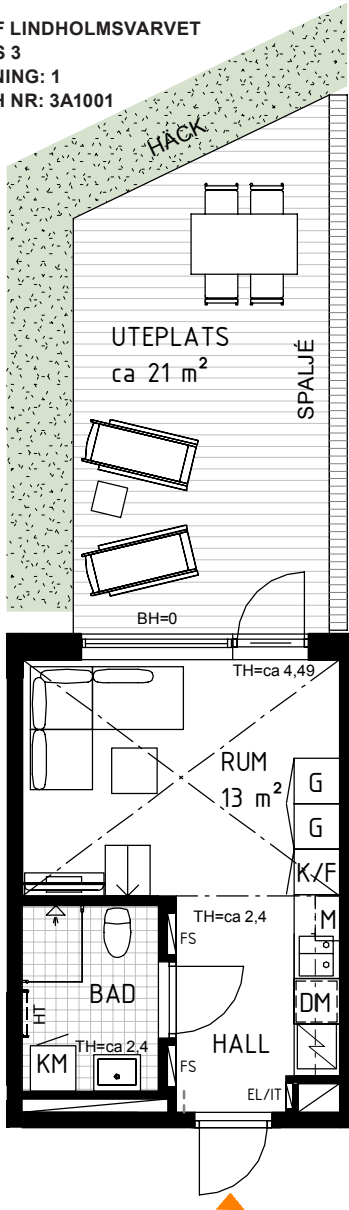 LINDHOLMSVARVET
3
NING: 1
NR: 3A1001
HÄCK
UTEPLATS
ca 21 m²
SPALJÉ
BH=0
TH=ca 4,49
RUM
13 m²
G
G
K/F
TH=ca 2,4
M
FS
BAD
DM
HT
HALL
TH=ca 2,4
KM
FS
EL/IT